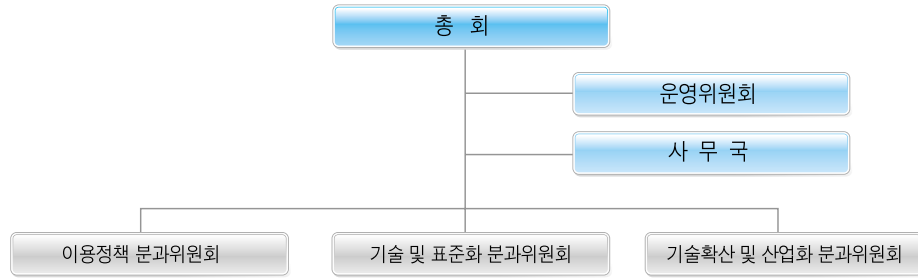 총 회
운영위원회
사 무 국
이용정책 분과위원회
기술 및 표준화 분과위원회
기술확산 및 산업화 분과위원회